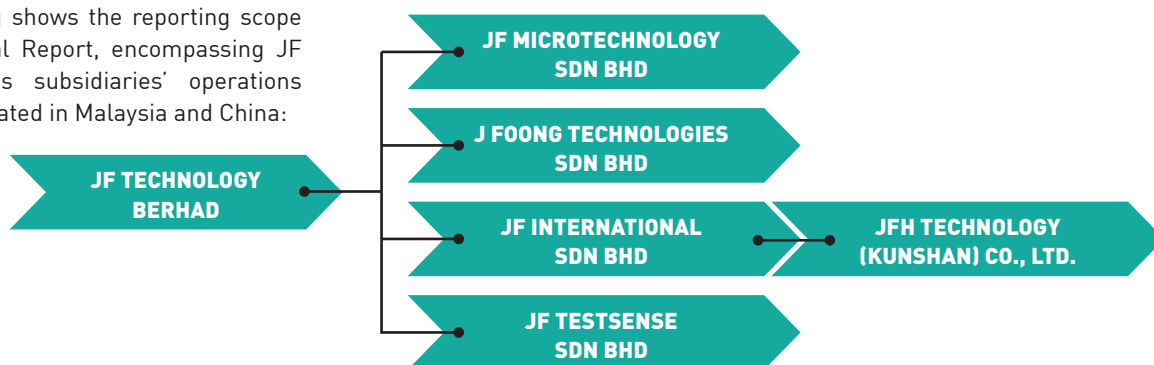 shows the reporting scope
Report, encompassing JF
subsidiaries' operations
in Malaysia and China:
JF TECHNOLOGY
BERHAD
JF MICROTECHNOLOGY
SDN BHD
J FOONG TECHNOLOGIES
SDN BHD
JF INTERNATIONAL
SDN BHD
JFH TECHNOLOGY
(KUNSHAN) CO., LTD.
JF TESTSENSE
SDN BHD